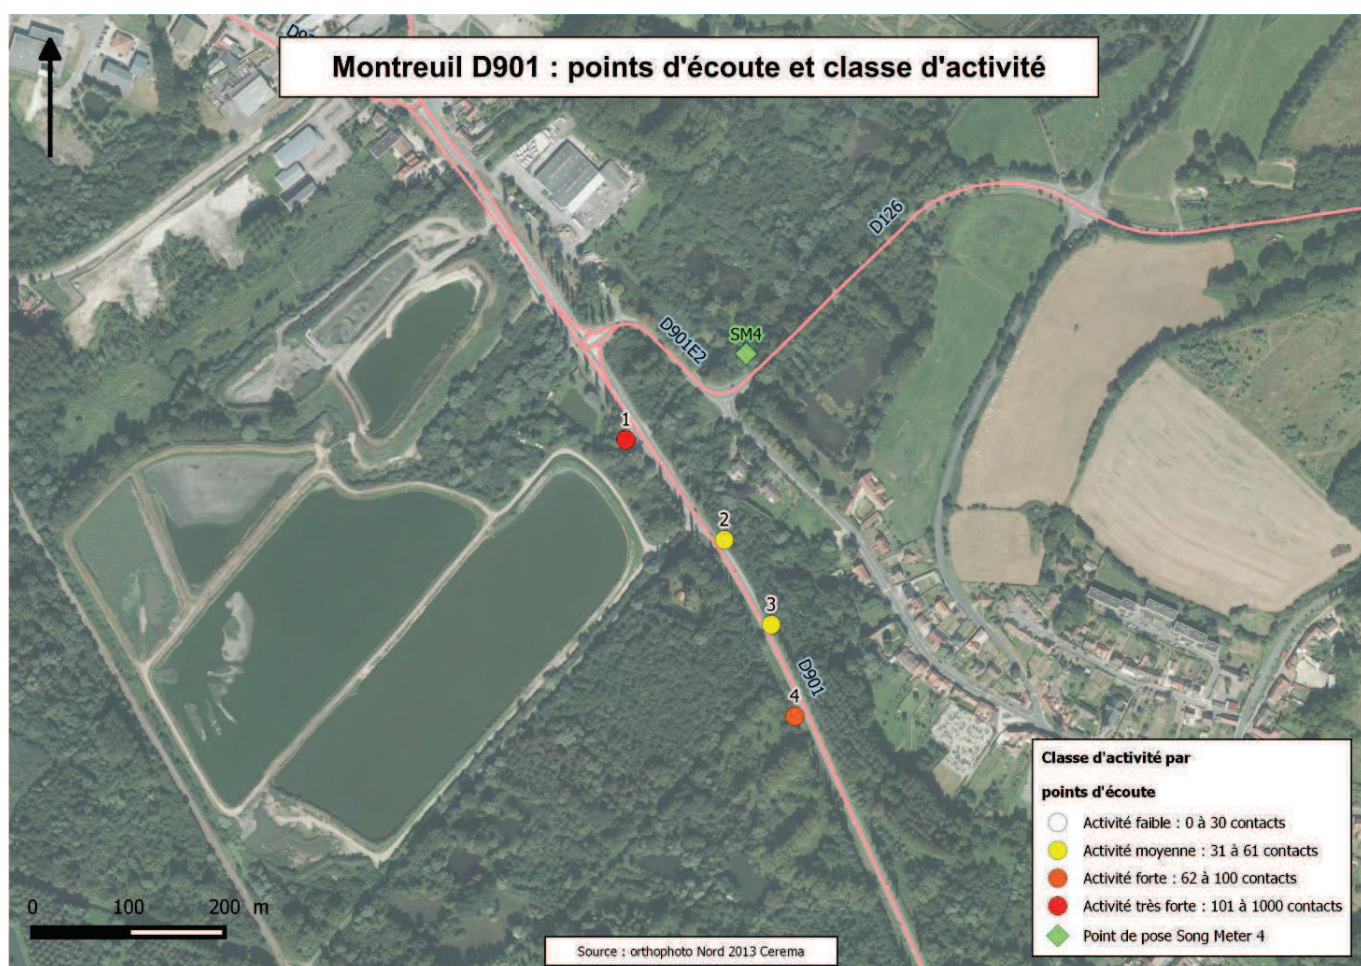 Montreuil D901 : points d'écoute et classe d'activité
D126
SM4
D901E2
1
2
3
D901
4
Classe d'activité par
points d'écoute
Activité faible : 0 à 30 contacts
Activité moyenne : 31 à 61 contacts
Activité forte : 62 à 100 contacts
Activité très forte : 101 à 1000 contacts
Point de pose Song Meter 4
0 100 200 m
Source : orthophoto Nord 2013 Cerema